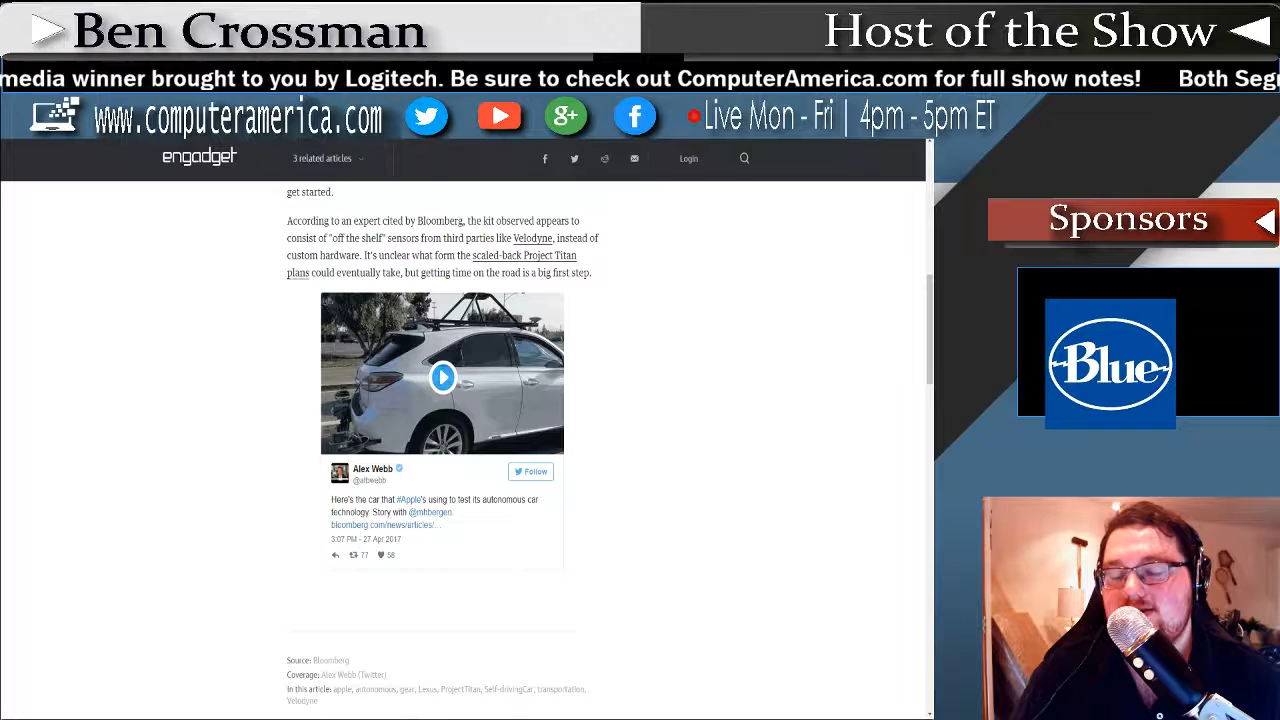 Ben Crossman
Host of the Show
media winner brought to you by Logitech. Be sure to check out ComputerAmerica.com for full show notes! Both Seg
www.computeramerica.com
Live Mon - Fri | 4pm - 5pm ET
engadget
3 related articles
Login
get started.
According to an expert cited by Bloomberg, the kit observed appears to
consist of "off the shelf" sensors from third parties like Velodyne, instead of
custom hardware. It's unclear what form the scaled-back Project Titan
plans could eventually take, but getting time on the road is a big first step.
Alex Webb
@atbwebb
Follow
Here's the car that #Apple's using to test its autonomous car
technology. Story with @mhbergen.
bloomberg.com/news/articles/…
3:07 PM - 27 Apr 2017
77
58
Source: Bloomberg
Coverage: Alex Webb (Twitter)
In this article: apple, autonomous, gear, Lexus, ProjectTitan, Self-drivingCar, transportation,
Velodyne
Sponsors
Blue